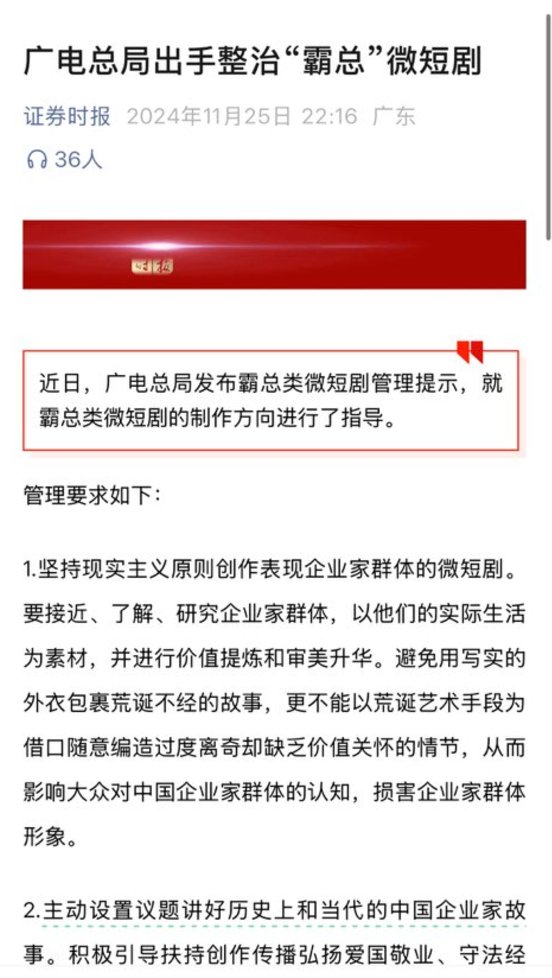 广电总局出手整治“霸总”微短剧
证券时报 2024年11月25日 22:16 广东
36人
时报
近日，广电总局发布霸总类微短剧管理提示，就
霸总类微短剧的制作方向进行了指导。
管理要求如下：
1.坚持现实主义原则创作表现企业家群体的微短剧。
要接近、了解、研究企业家群体，以他们的实际生活
为素材，并进行价值提炼和审美升华。避免用写实的
外衣包裹荒诞不经的故事，更不能以荒诞艺术手段为
借口随意编造过度离奇却缺乏价值关怀的情节，从而
影响大众对中国企业家群体的认知，损害企业家群体
形象。
2.主动设置议题讲好历史上和当代的中国企业家故
事。积极引导扶持创作传播弘扬爱国敬业、守法经